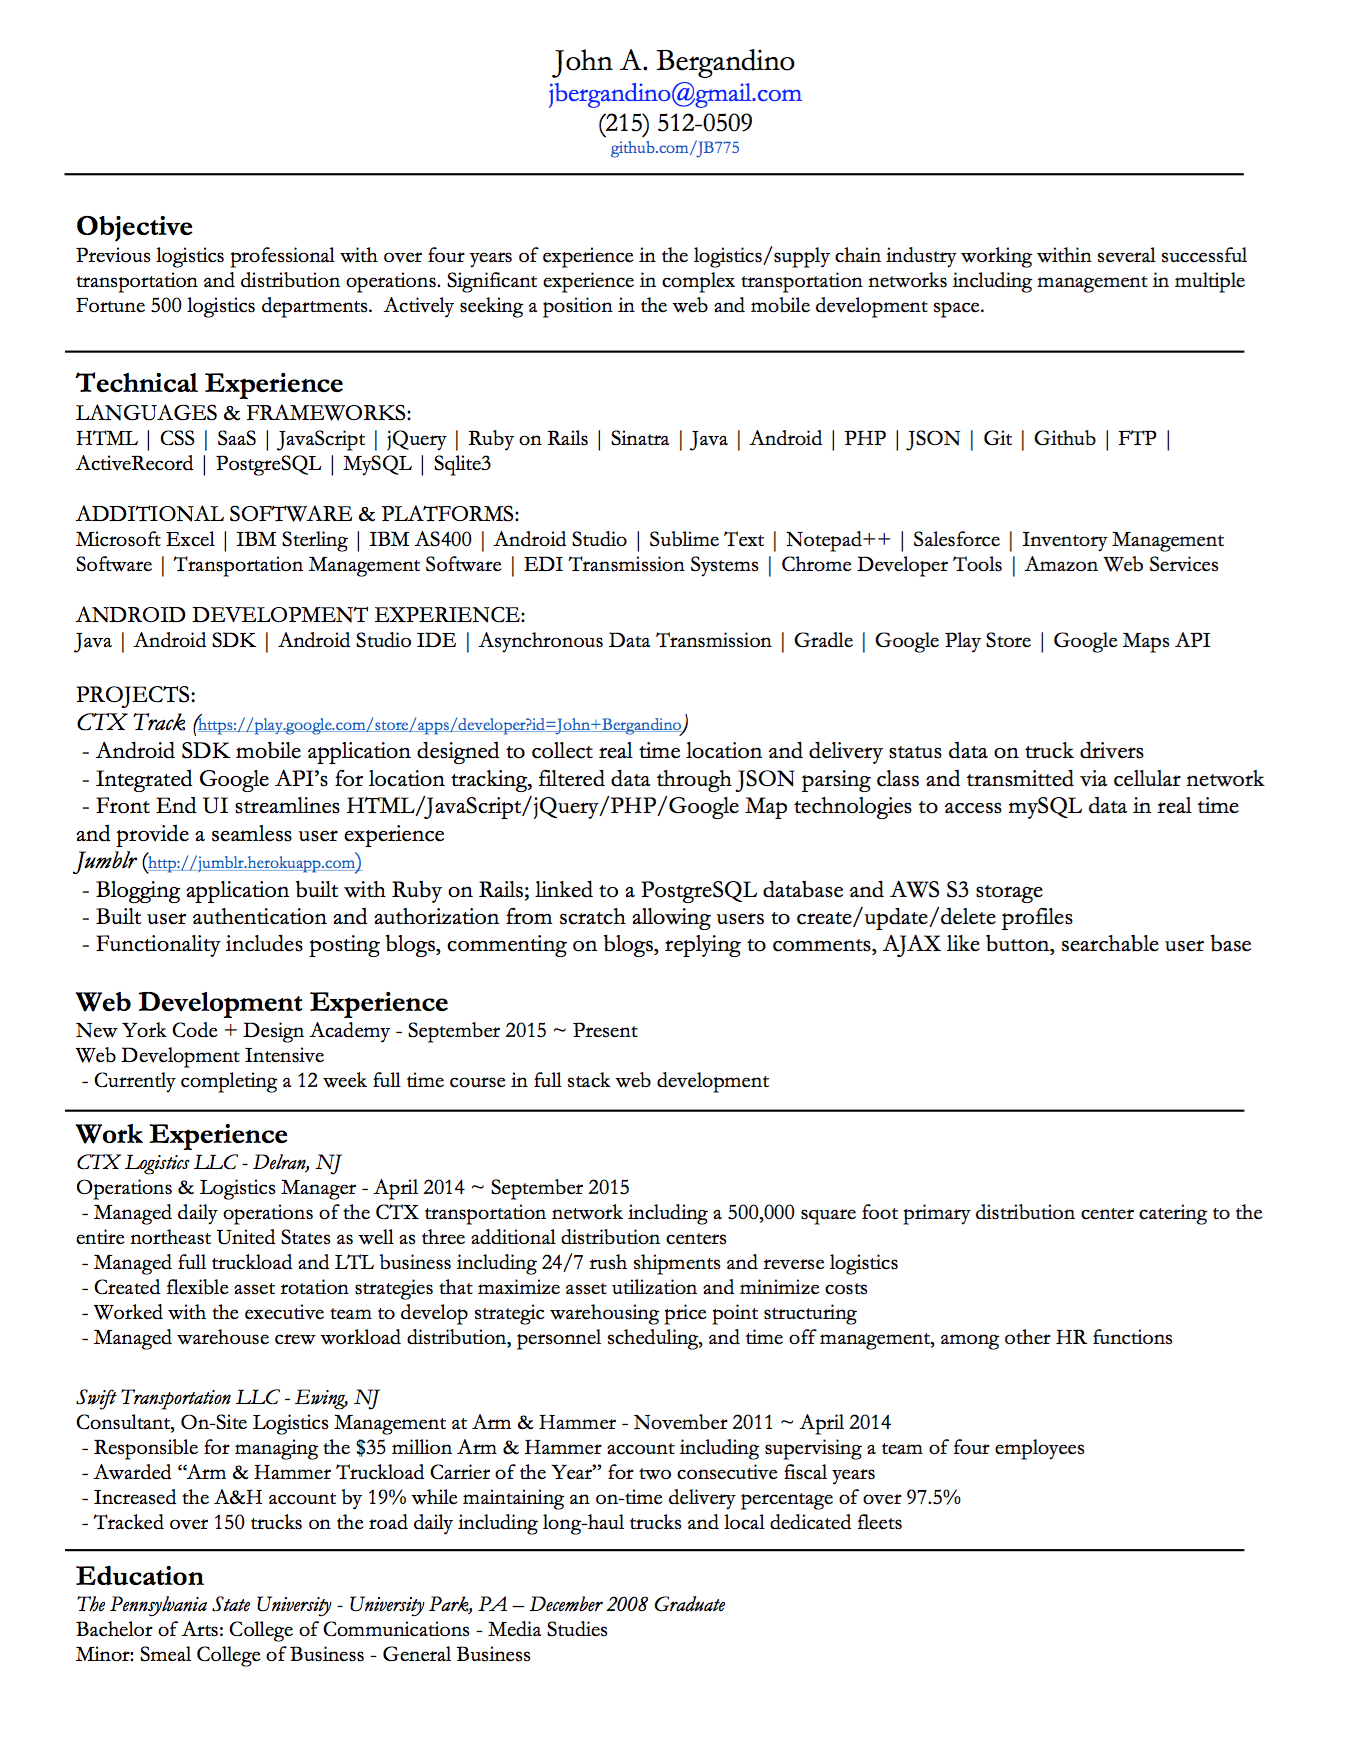 John A. Bergandino
jbergandino@gmail.com
(215) 512-0509
github.com/JB775
Objective
Previous logistics professional with over four years of experience in the logistics/supply chain industry working within several successful
transportation and distribution operations. Significant experience in complex transportation networks including management in multiple
Fortune 500 logistics departments.  Actively seeking a position in the web and mobile development space.
Technical Experience
LANGUAGES & FRAMEWORKS:
HTML | CSS | SaaS | JavaScript | jQuery | Ruby on Rails | Sinatra | Java | Android | PHP | JSON | Git | Github | FTP |
ActiveRecord | PostgreSQL | MySQL | Sqlite3
ADDITIONAL SOFTWARE & PLATFORMS:
Microsoft Excel | IBM Sterling | IBM AS400 | Android Studio | Sublime Text | Notepad++ | Salesforce | Inventory Management
Software | Transportation Management Software | EDI Transmission Systems | Chrome Developer Tools | Amazon Web Services
ANDROID DEVELOPMENT EXPERIENCE:
Java | Android SDK | Android Studio IDE | Asynchronous Data Transmission | Gradle | Google Play Store | Google Maps API
PROJECTS:
CTX Track (https://play.google.com/store/apps/developer?id=John+Bergandino)
- Android SDK mobile application designed to collect real time location and delivery status data on truck drivers
- Integrated Google API's for location tracking, filtered data through JSON parsing class and transmitted via cellular network
- Front End UI streamlines HTML/JavaScript/jQuery/PHP/Google Map technologies to access mySQL data in real time
and provide a seamless user experience
Jumblr (http://jumblr.herokuapp.com)
- Blogging application built with Ruby on Rails; linked to a PostgreSQL database and AWS S3 storage
- Built user authentication and authorization from scratch allowing users to create/update/delete profiles
- Functionality includes posting blogs, commenting on blogs, replying to comments, AJAX like button, searchable user base
Web Development Experience
New York Code + Design Academy - September 2015 ~ Present
Web Development Intensive
- Currently completing a 12 week full time course in full stack web development
Work Experience
CTX Logistics LLC - Delran, NJ
Operations & Logistics Manager - April 2014 ~ September 2015
- Managed daily operations of the CTX transportation network including a 500,000 square foot primary distribution center catering to the
entire northeast United States as well as three additional distribution centers
- Managed full truckload and LTL business including 24/7 rush shipments and reverse logistics
- Created flexible asset rotation strategies that maximize asset utilization and minimize costs
- Worked with the executive team to develop strategic warehousing price point structuring
- Managed warehouse crew workload distribution, personnel scheduling, and time off management, among other HR functions
Swift Transportation LLC - Ewing, NJ
Consultant, On-Site Logistics Management at Arm & Hammer - November 2011 ~ April 2014
- Responsible for managing the $35 million Arm & Hammer account including supervising a team of four employees
- Awarded “Arm & Hammer Truckload Carrier of the Year” for two consecutive fiscal years
- Increased the A&H account by 19% while maintaining an on-time delivery percentage of over 97.5%
- Tracked over 150 trucks on the road daily including long-haul trucks and local dedicated fleets
Education
The Pennsylvania State University - University Park, PA – December 2008 Graduate
Bachelor of Arts: College of Communications - Media Studies
Minor: Smeal College of Business - General Business